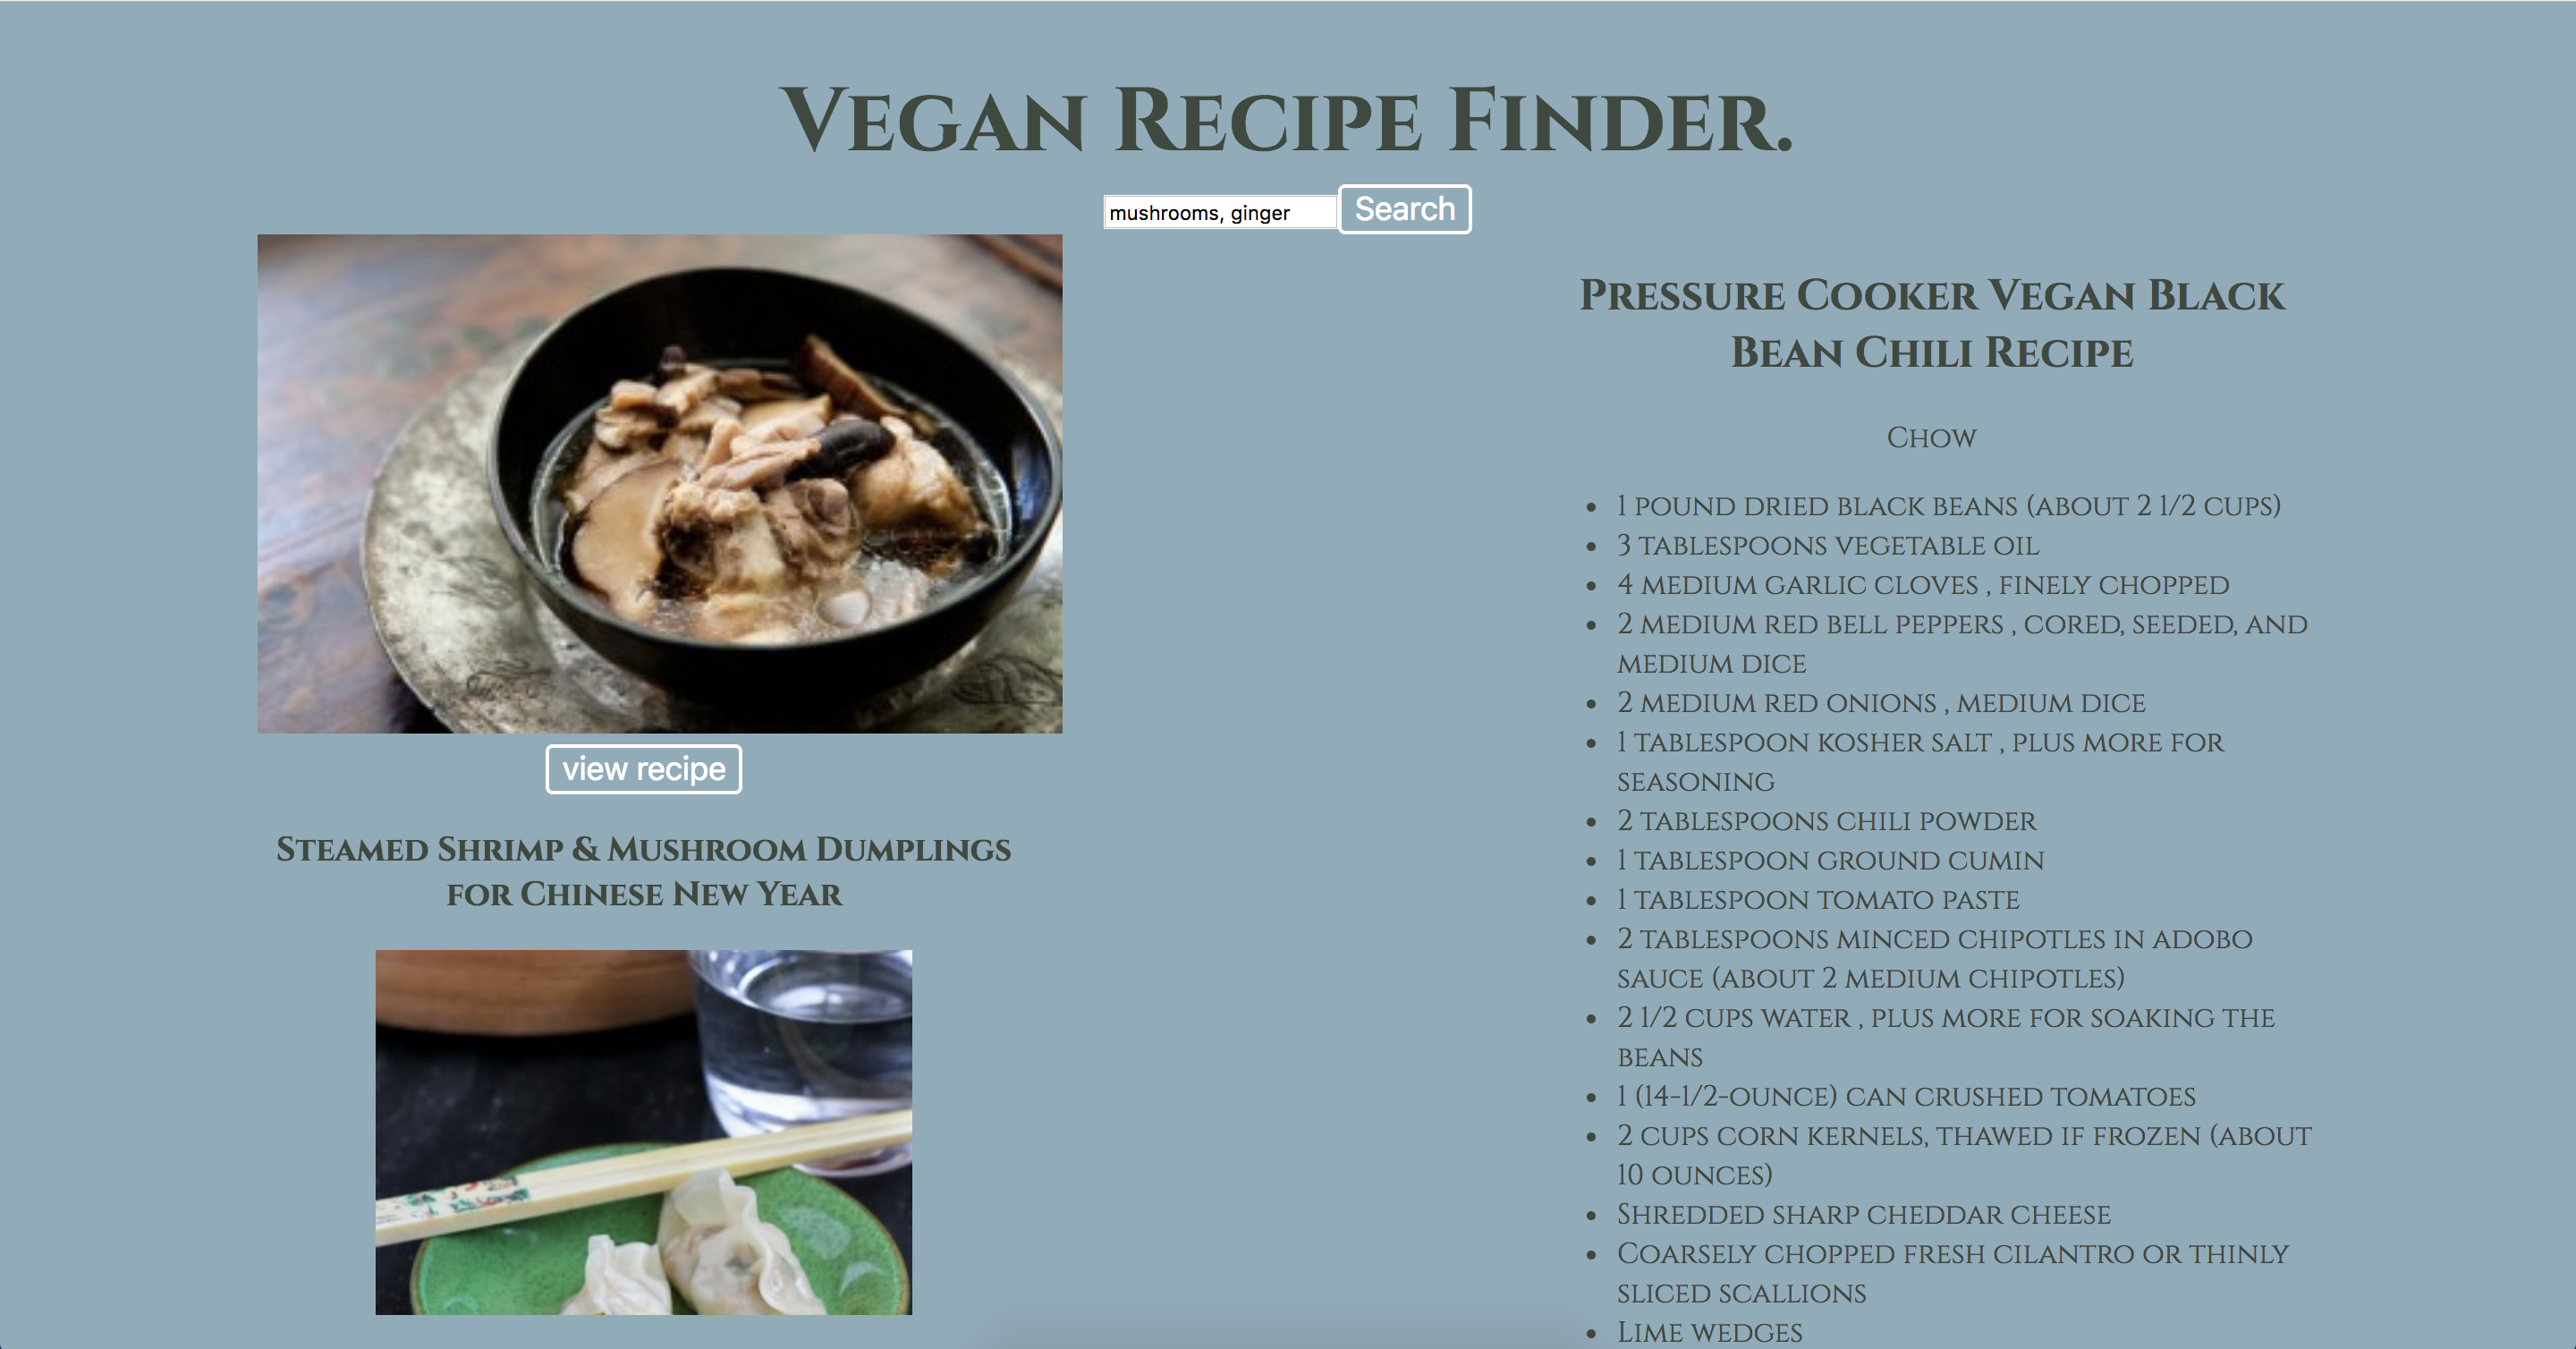 Vegan Recipe Finder.
mushrooms, ginger
Search
view recipe
Steamed Shrimp & Mushroom Dumplings
for Chinese New Year
Pressure Cooker Vegan Black
Bean Chili Recipe
Chow
1 pound dried black beans (about 2 1/2 cups)
3 tablespoons vegetable oil
4 medium garlic cloves , finely chopped
2 medium red bell peppers , cored, seeded, and
medium dice
2 medium red onions , medium dice
1 tablespoon kosher salt , plus more for
seasoning
2 tablespoons chili powder
1 tablespoon ground cumin
1 tablespoon tomato paste
2 tablespoons minced chipotles in adobo
sauce (about 2 medium chipotles)
2 1/2 cups water , plus more for soaking the
beans
1 (14-1/2-ounce) can crushed tomatoes
2 cups corn kernels, thawed if frozen (about
10 ounces)
Shredded sharp cheddar cheese
Coarsely chopped fresh cilantro or thinly
sliced scallions
Lime wedges